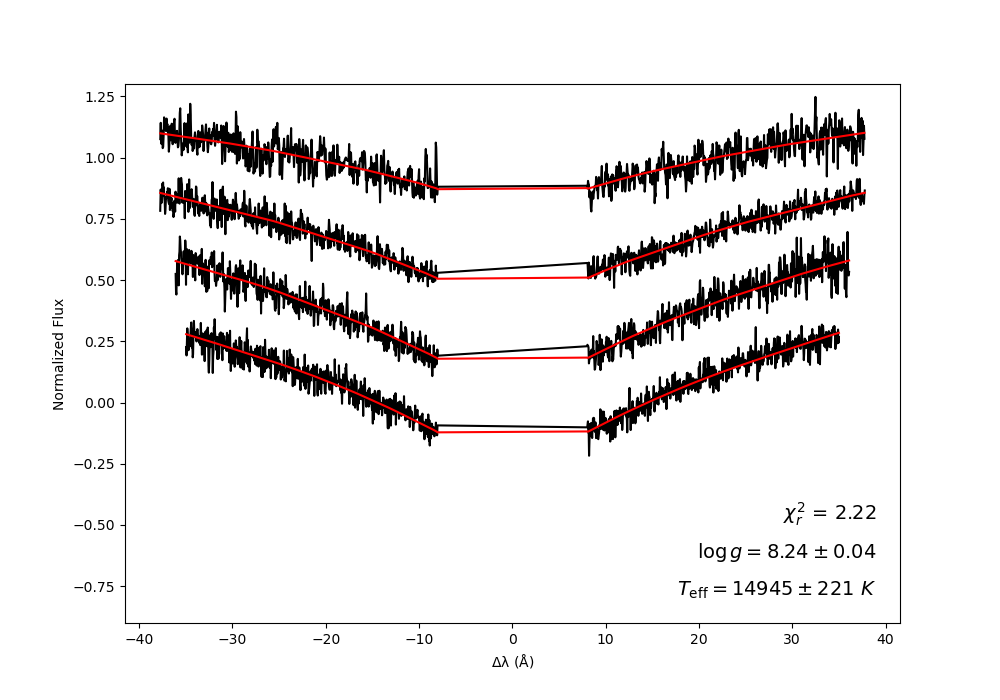 1.25
1.00
0.75
0.50
0.25
0.00
−0.25
−0.50
−0.75
Normalized Flux
χ²ᵣ = 2.22
log g = 8.24 ± 0.04
T_eff = 14945 ± 221 K
−40 −30 −20 −10 0 10 20 30 40
Δλ (Å)